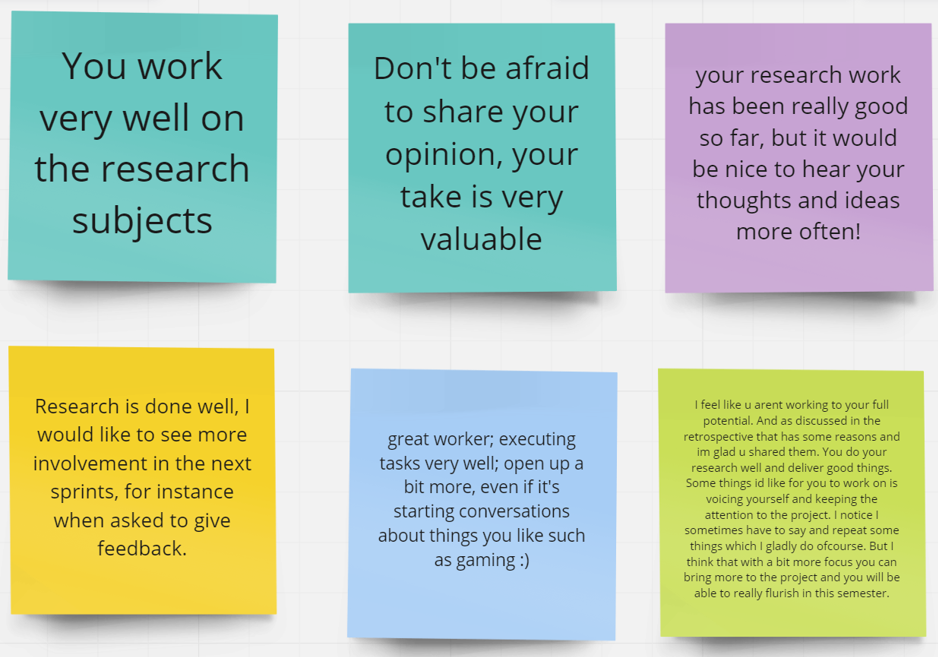 You work
very well on
the research
subjects
Don't be afraid
to share your
opinion, your
take is very
valuable
your research work
has been really good
so far, but it would
be nice to hear your
thoughts and ideas
more often!
Research is done well, I
would like to see more
involvement in the next
sprints, for instance
when asked to give
feedback.
great worker; executing
tasks very well; open up a
bit more, even if it's
starting conversations
about things you like such
as gaming :)
I feel like u arent working to your full
potential. And as discussed in the
retrospective that has some reasons and
im glad u shared them. You do your
research well and deliver good things.
Some things id like for you to work on is
voicing yourself and keeping the
attention to the project. I notice I
sometimes have to say and repeat some
things which I gladly do ofcourse. But I
think that with a bit more focus you can
bring more to the project and you will be
able to really flurish in this semester.